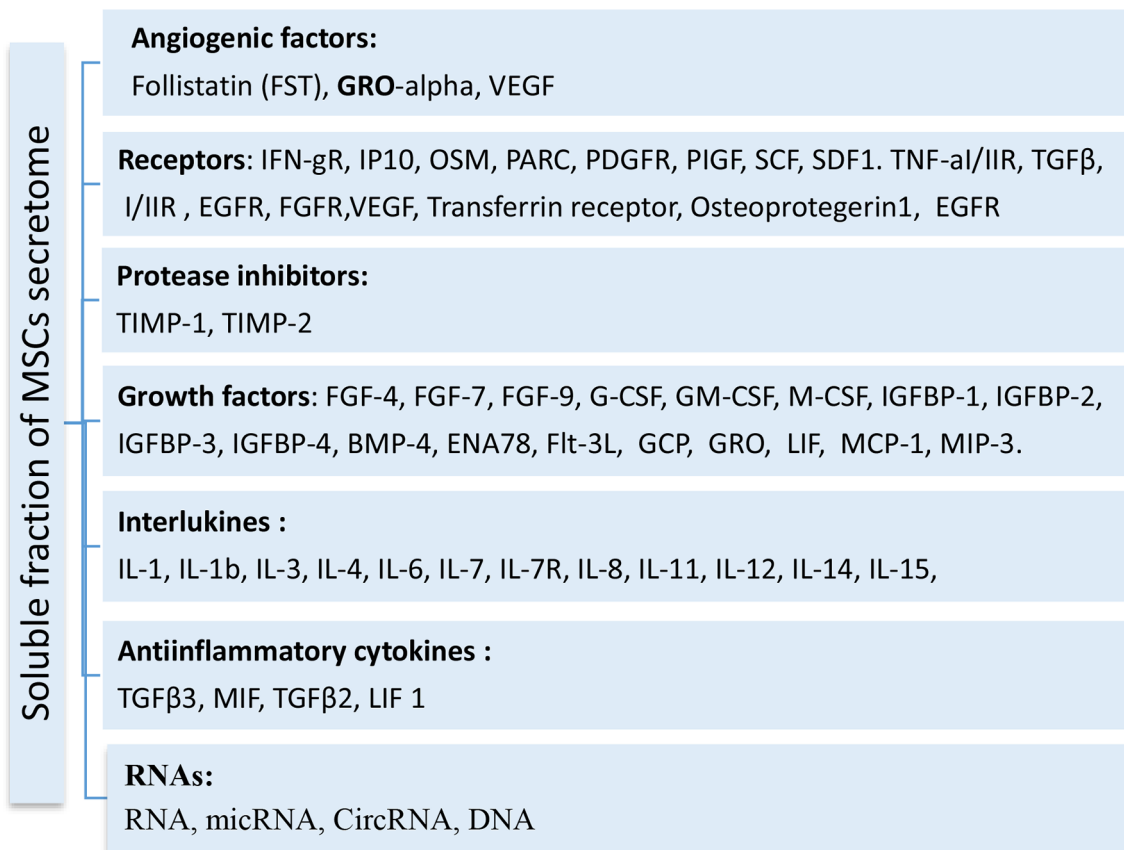 Soluble fraction of MSCs secretome
Angiogenic factors:
Follistatin (FST), GRO-alpha, VEGF
Receptors: IFN-gR, IP10, OSM, PARC, PDGFR, PIGF, SCF, SDF1. TNF-aI/IIR, TGFβ,
I/IIR , EGFR, FGFR,VEGF, Transferrin receptor, Osteoprotegerin1, EGFR
Protease inhibitors:
TIMP-1, TIMP-2
Growth factors: FGF-4, FGF-7, FGF-9, G-CSF, GM-CSF, M-CSF, IGFBP-1, IGFBP-2,
IGFBP-3, IGFBP-4, BMP-4, ENA78, Flt-3L, GCP, GRO, LIF, MCP-1, MIP-3.
Interlukines :
IL-1, IL-1b, IL-3, IL-4, IL-6, IL-7, IL-7R, IL-8, IL-11, IL-12, IL-14, IL-15,
Antiinflammatory cytokines :
TGFβ3, MIF, TGFβ2, LIF 1
RNAs:
RNA, micRNA, CircRNA, DNA